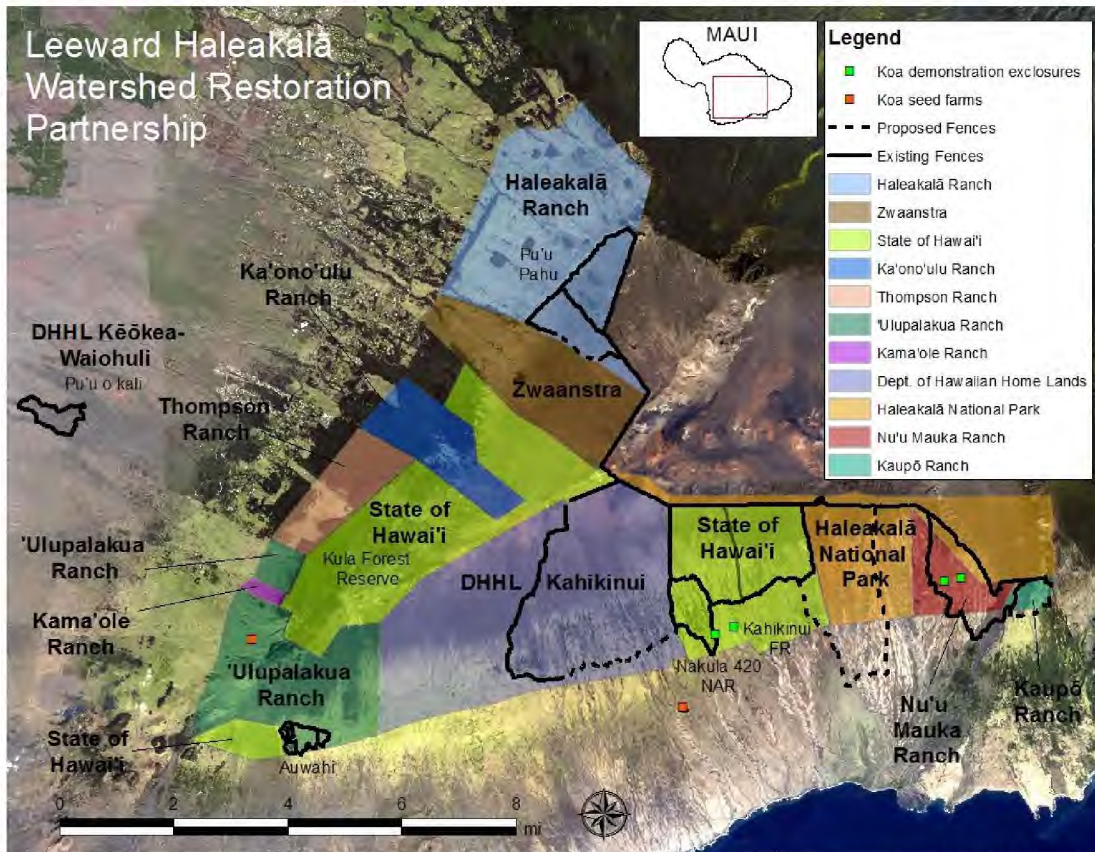 Leeward Haleakalā
Watershed Restoration
Partnership
MAUI
Legend
Koa demonstration exclosures
Koa seed farms
Proposed Fences
Existing Fences
Haleakalā Ranch
Zwaanstra
State of Hawai'i
Ka'ono'ulu Ranch
Thompson Ranch
'Ulupalakua Ranch
Kama'ole Ranch
Dept. of Hawaiian Home Lands
Haleakalā National Park
Nu'u Mauka Ranch
Kaupō Ranch
Haleakalā
Ranch
Pu'u
Pahu
Ka'ono'ulu
Ranch
DHHL Kēōkea-
Waiohuli
Pu'u o kali
Thompson
Ranch
Zwaanstra
State of
Hawai'i
Kula Forest
Reserve
'Ulupalakua
Ranch
Kama'ole
Ranch
'Ulupalakua
Ranch
State of
Hawai'i
Auwahi
DHHL Kahikinui
State of
Hawai'i
Kahikinui
FR
Nakula 420
NAR
Haleakalā
National
Park
Nu'u
Mauka
Ranch
Kaupō
Ranch
0 2 4 6 8
mi